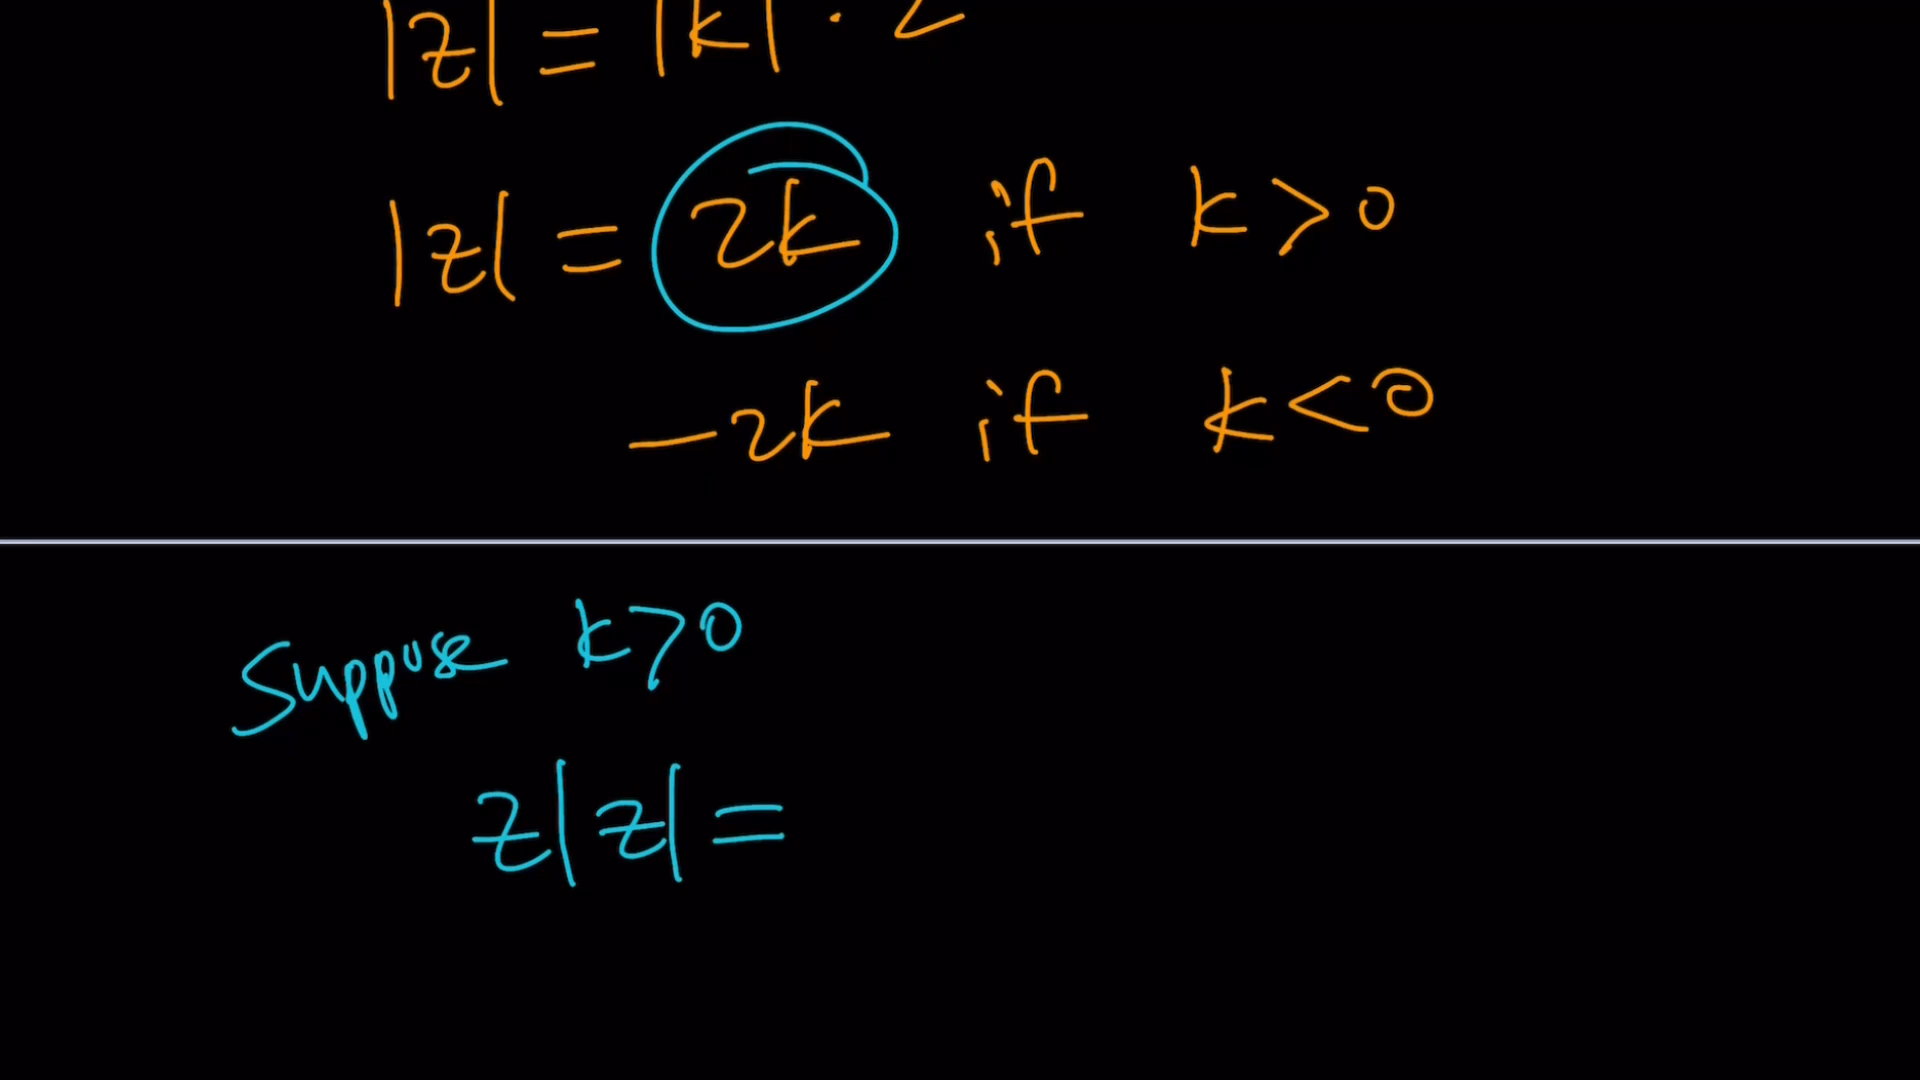 |z| = |k| · 2
|z| = 2k if k > 0
-2k if k < 0
Suppose k > 0
z|z| =